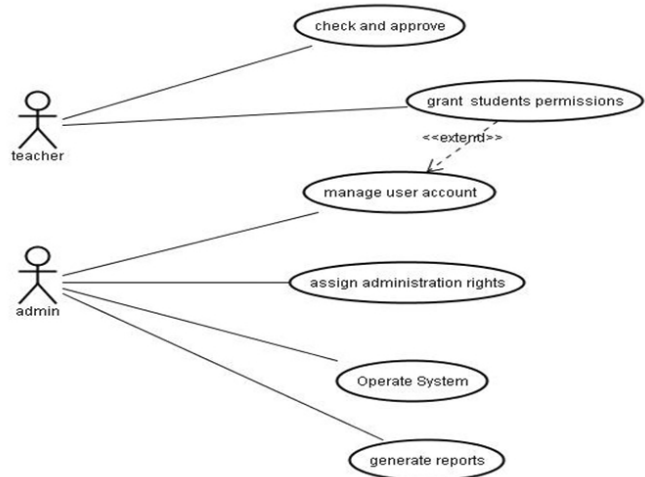 check and approve
grant students permissions
<<extend>>
teacher
manage user account
assign administration rights
admin
Operate System
generate reports